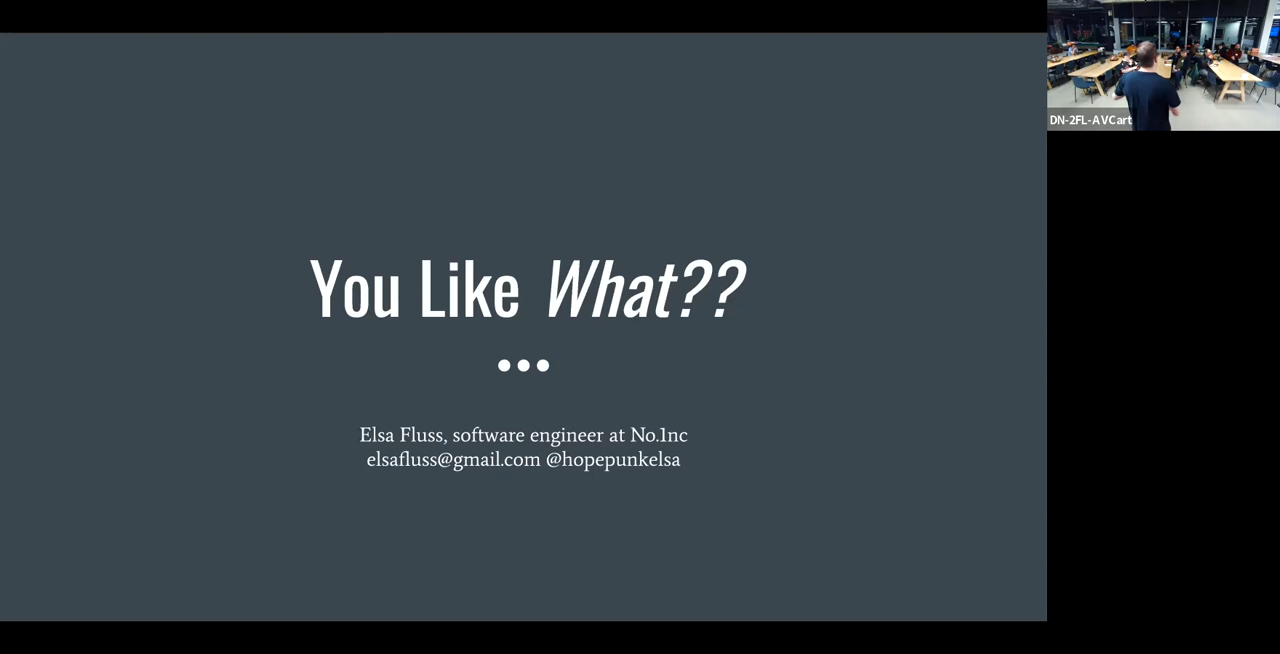 You Like What??
Elsa Fluss, software engineer at No.1nc
elsafluss@gmail.com @hopepunkelsa
DN-2FL-AVCart